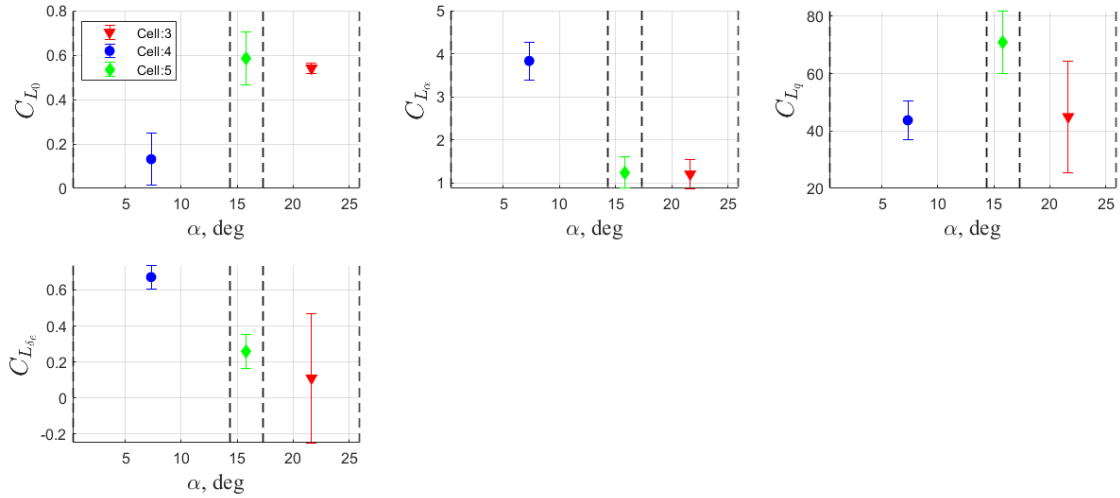 0.8
0.6
0.4
0.2
0
5 10 15 20 25
C_{L_0}
α, deg
Cell:3
Cell:4
Cell:5
5
4
3
2
1
5 10 15 20 25
C_{L_α}
α, deg
80
60
40
20
5 10 15 20 25
C_{L_q}
α, deg
0.6
0.4
0.2
0
-0.2
5 10 15 20 25
C_{L_{δ_e}}
α, deg